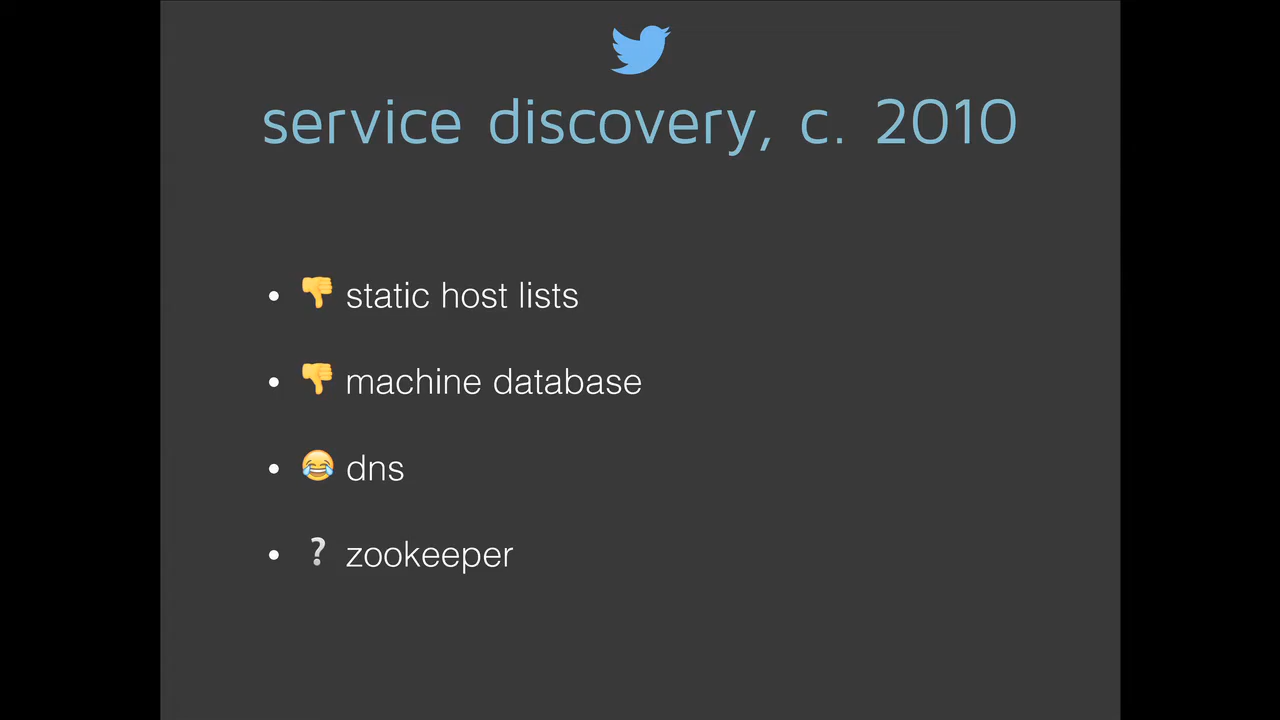 service discovery, c. 2010
• 👎 static host lists
• 👎 machine database
• 😂 dns
• ❔ zookeeper